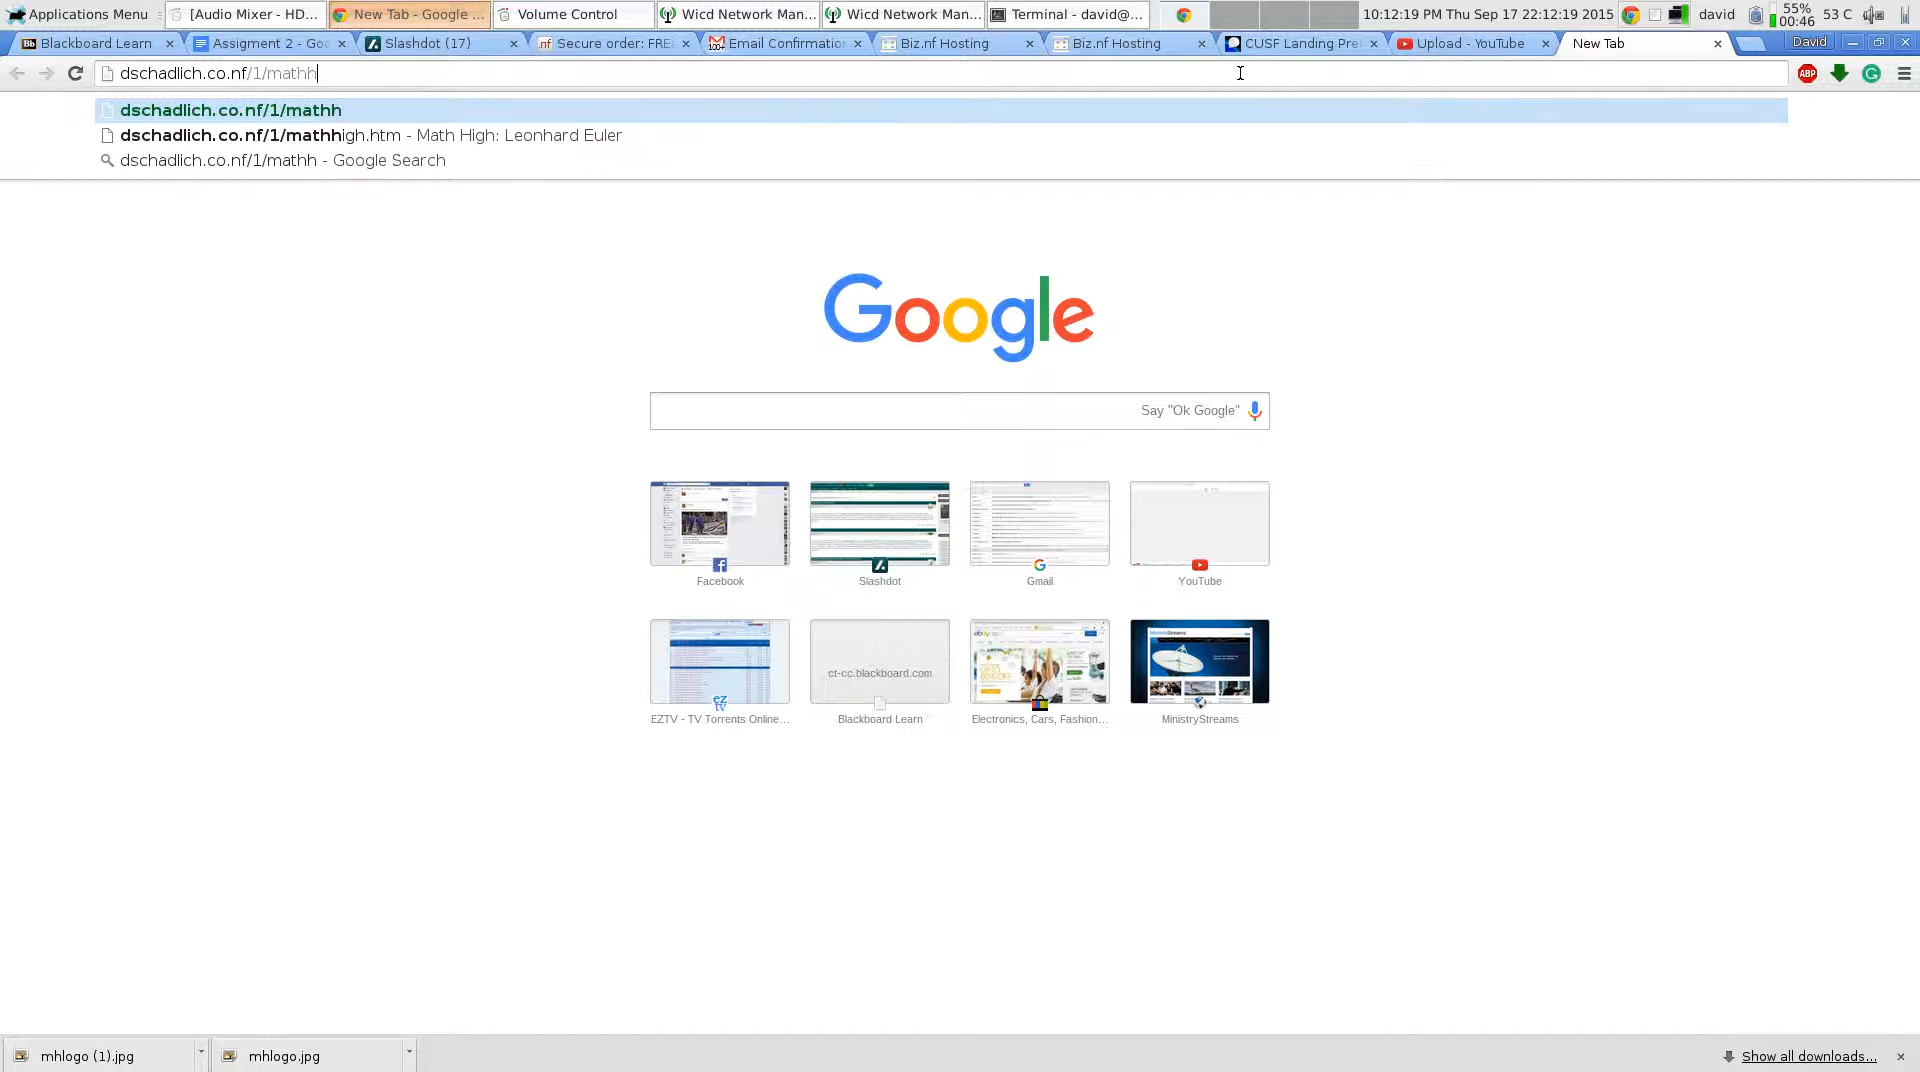 Applications Menu [Audio Mixer - HD... New Tab - Google ... Volume Control Wicd Network Man... Wicd Network Man... Terminal - david@... 10:12:19 PM Thu Sep 17 22:12:19 2015 david 55% 00:46 53 C
Blackboard Learn Assigment 2 - Goo Slashdot (17) Secure order: FRE Email Confirmatio Biz.nf Hosting Biz.nf Hosting CUSF Landing Pre Upload - YouTube New Tab David
dschadlich.co.nf/1/mathh
ABP
dschadlich.co.nf/1/mathh
dschadlich.co.nf/1/mathhigh.htm - Math High: Leonhard Euler
dschadlich.co.nf/1/mathh - Google Search
Google
Say "Ok Google"
Facebook Slashdot Gmail YouTube
ct-cc.blackboard.com
EZTV - TV Torrents Online... Blackboard Learn Electronics, Cars, Fashion... MinistryStreams
mhlogo (1).jpg mhlogo.jpg Show all downloads...